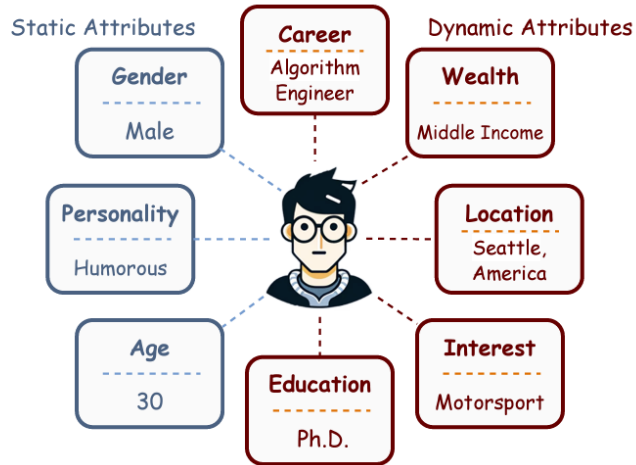 Static Attributes
Dynamic Attributes
Career
Algorithm
Engineer
Gender
Male
Wealth
Middle Income
Personality
Humorous
Location
Seattle,
America
Age
30
Education
Ph.D.
Interest
Motorsport